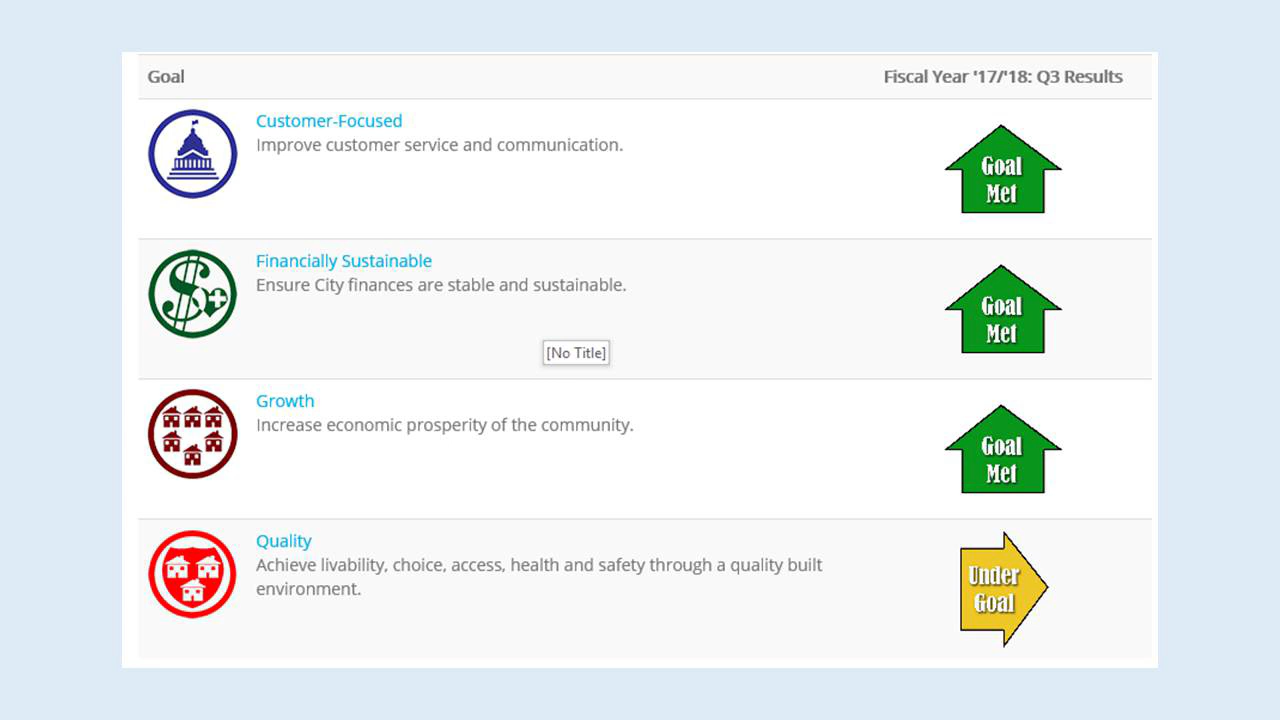 Goal
Fiscal Year '17/'18: Q3 Results
Customer-Focused
Improve customer service and communication.
Goal
Met
Financially Sustainable
Ensure City finances are stable and sustainable.
Goal
Met
[No Title]
Growth
Increase economic prosperity of the community.
Goal
Met
Quality
Achieve livability, choice, access, health and safety through a quality built
environment.
Under
Goal